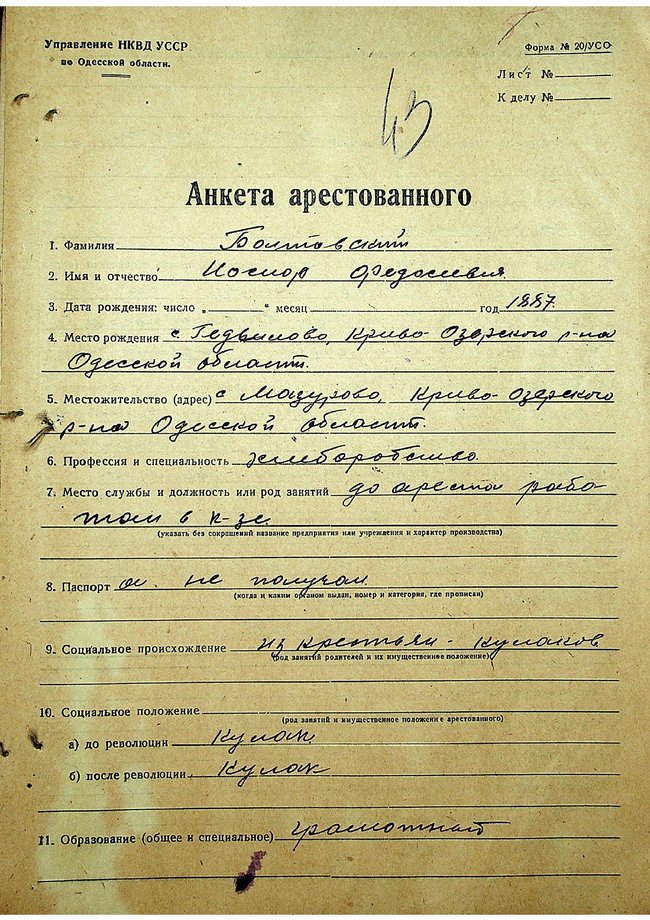 Управление НКВД УССР
по Одесской области.
Форма № 20/УСО
Лист №
К делу №
43
Анкета арестованного
1. Фамилия Болтовский
2. Имя и отчество Иосиф Федосиевич
3. Дата рождения: число „ “ месяц год 1887.
4. Место рождения с. Гедвилово, Криво-Озерского р-на
Одесской области.
5. Местожительство (адрес) с. Мазурово, Криво-Озерского
р-на Одесской области.
6. Профессия и специальность хлеборобство.
7. Место службы и должность или род занятий до ареста рабо-
тал в к-зе.
(указать без сокращений название предприятия или учреждения и характер производства)
8. Паспорт не получал
(когда и каким органом выдан, номер и категория, где прописан)
9. Социальное происхождение из крестьян-кулаков
(род занятий родителей и их имущественное положение)
10. Социальное положение
(род занятий и имущественное положение арестованного)
а) до революции Кулак
б) после революции Кулак
11. Образование (общее и специальное) грамотный